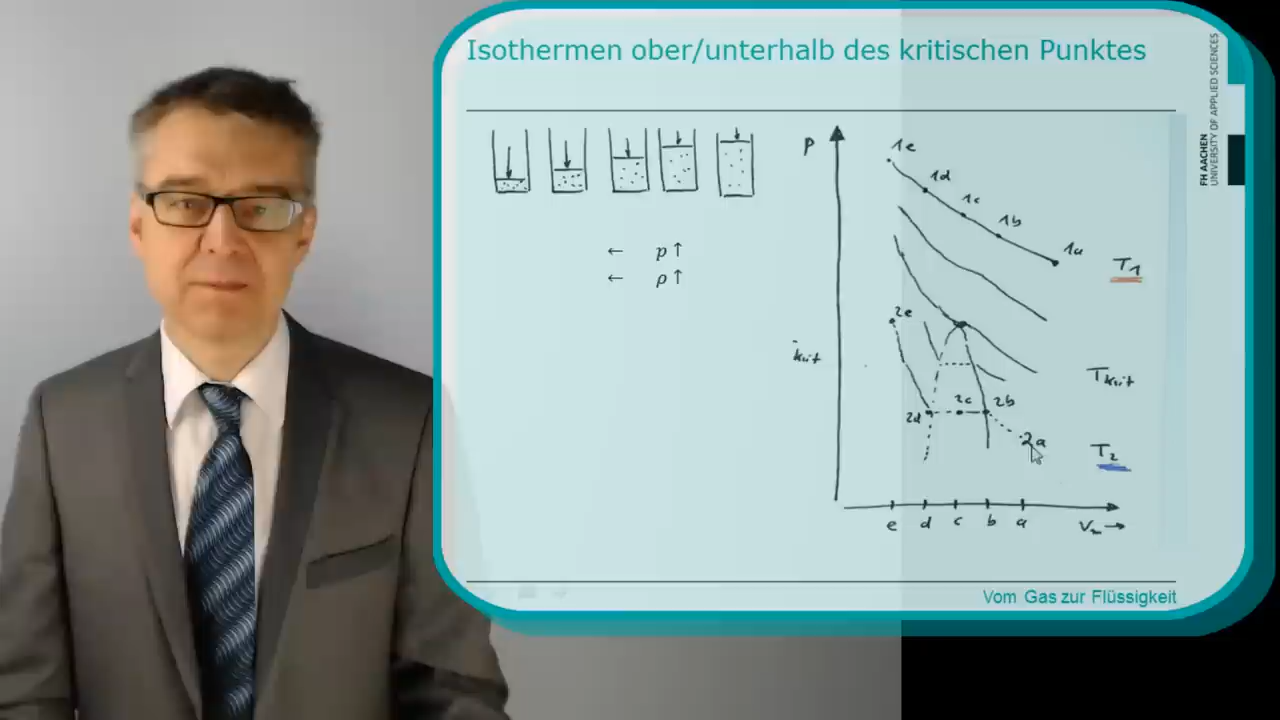 Isothermen ober/unterhalb des kritischen Punktes
FH AACHEN
UNIVERSITY OF APPLIED SCIENCES
← p↑
← ρ↑
p
1e
1d
1c
1b
1a
T1
2e
krit
Tkrit
2d
2c
2b
2a
T2
e d c b a
Vm →
Vom Gas zur Flüssigkeit